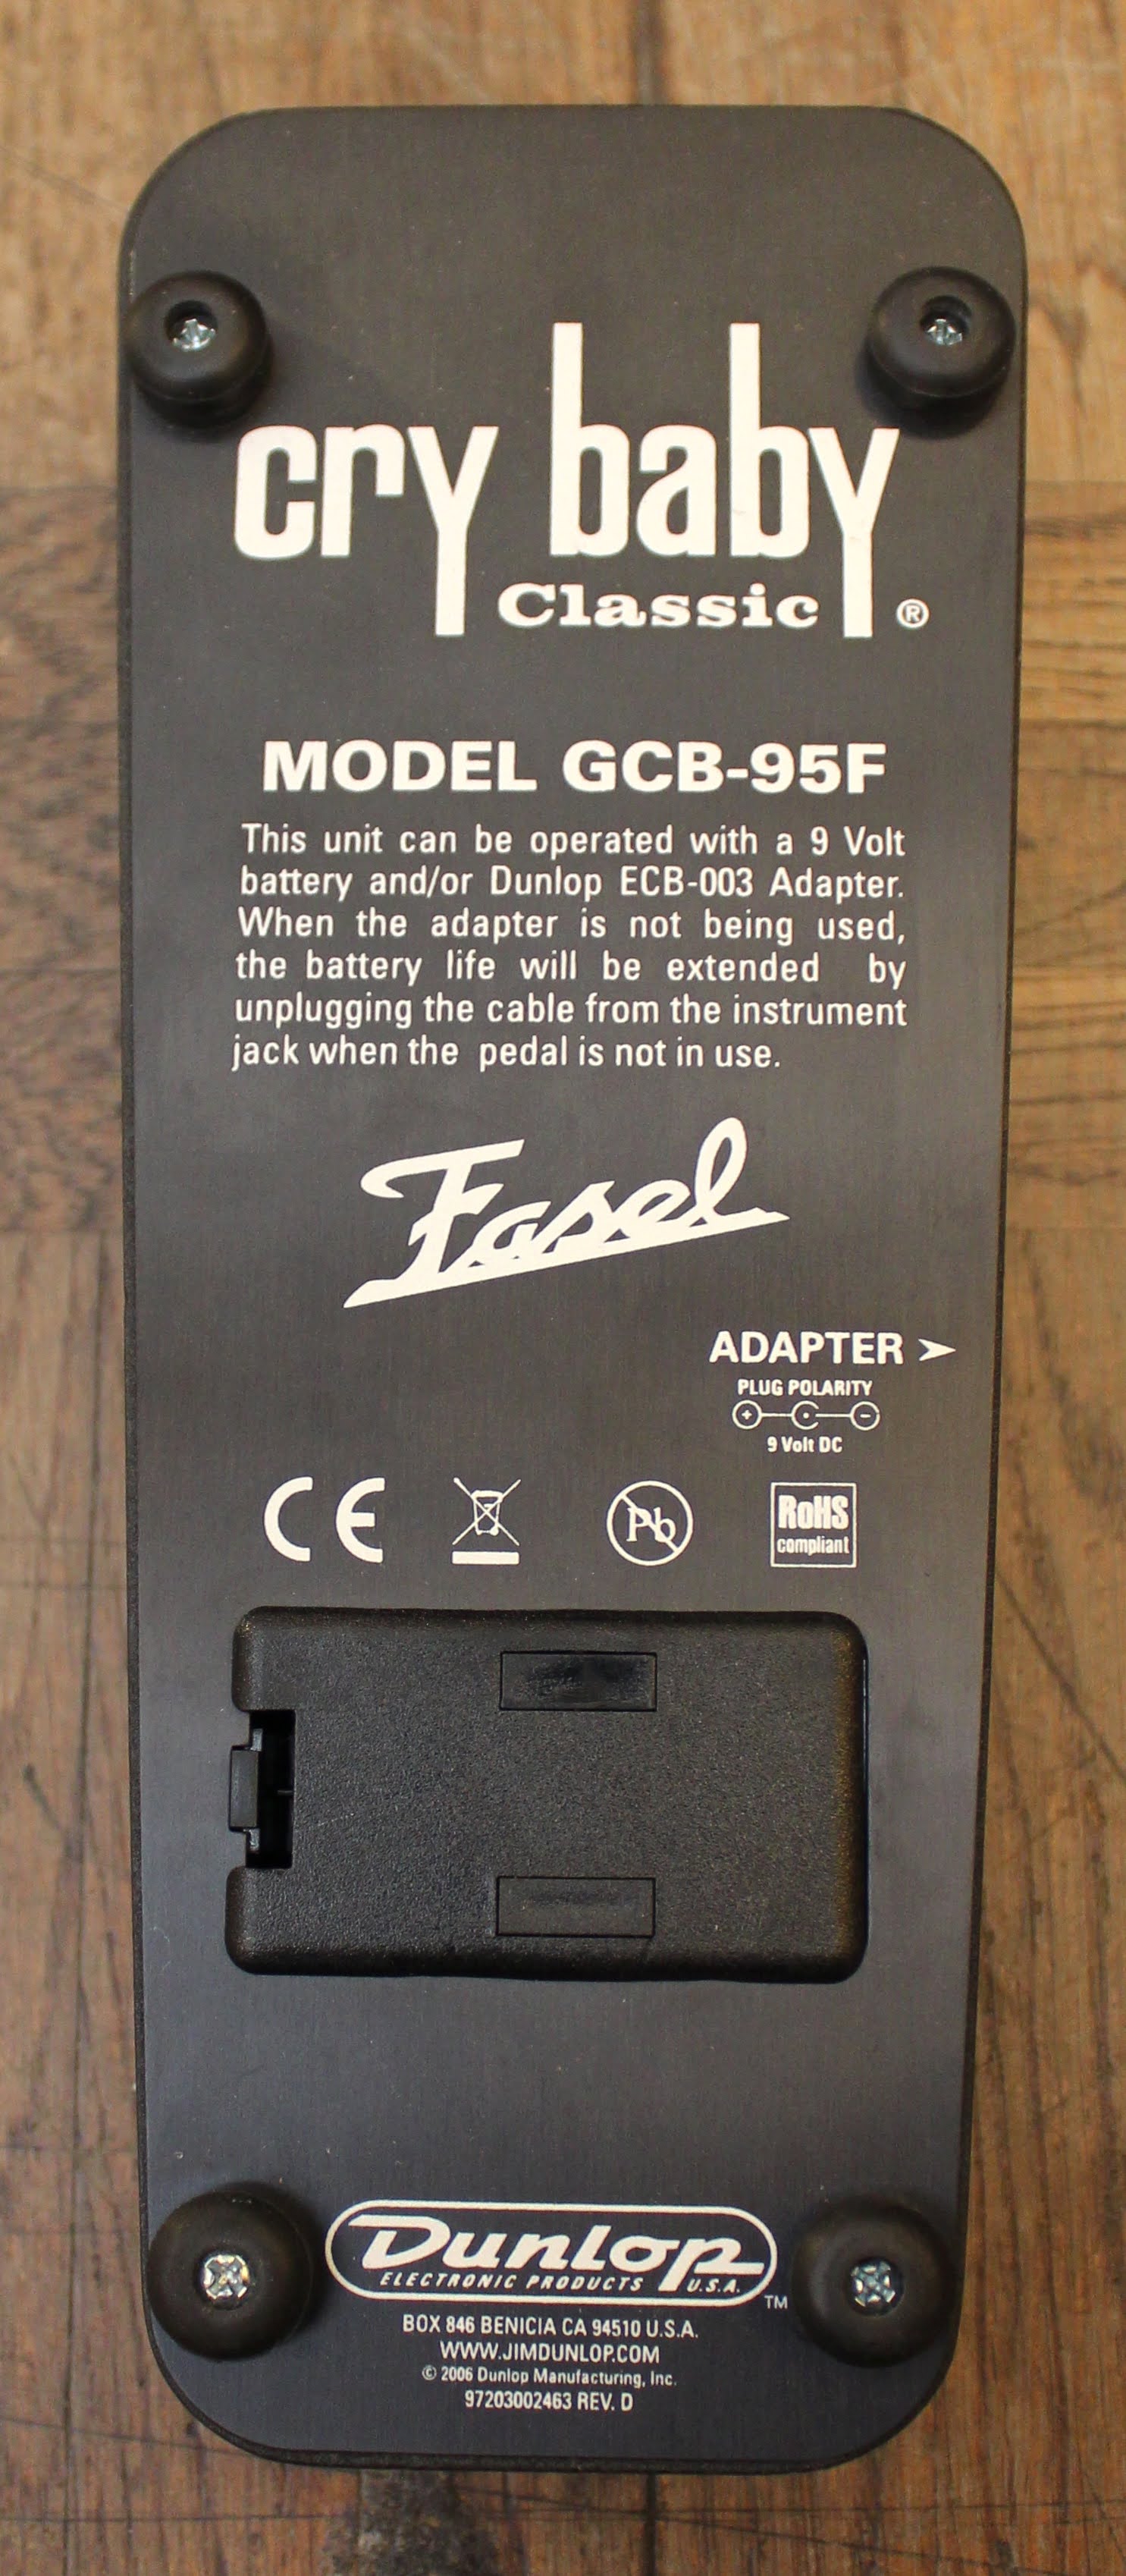 cry baby
Classic ®
MODEL GCB-95F
This unit can be operated with a 9 Volt
battery and/or Dunlop ECB-003 Adapter.
When the adapter is not being used,
the battery life will be extended by
unplugging the cable from the instrument
jack when the pedal is not in use.
Fasel
ADAPTER ➤
PLUG POLARITY
+ -
9 Volt DC
CE
Pb
RoHS
compliant
Dunlop
ELECTRONIC PRODUCTS U.S.A.
TM
BOX 846 BENICIA CA 94510 U.S.A.
WWW.JIMDUNLOP.COM
© 2006 Dunlop Manufacturing, Inc.
97203002463 REV. D